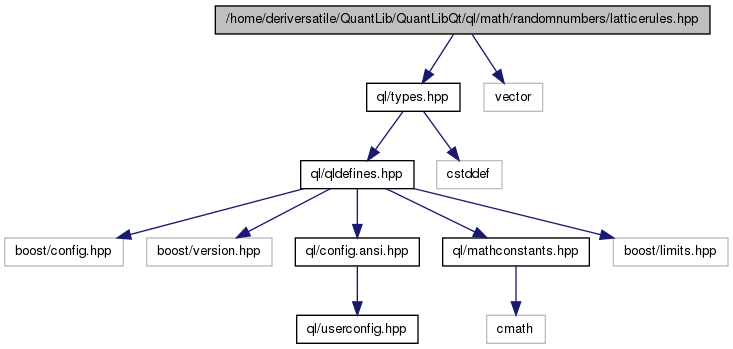 /home/deriversatile/QuantLib/QuantLibQt/ql/math/randomnumbers/latticerules.hpp
ql/types.hpp
vector
ql/qldefines.hpp
cstddef
boost/config.hpp
boost/version.hpp
ql/config.ansi.hpp
ql/mathconstants.hpp
boost/limits.hpp
ql/userconfig.hpp
cmath